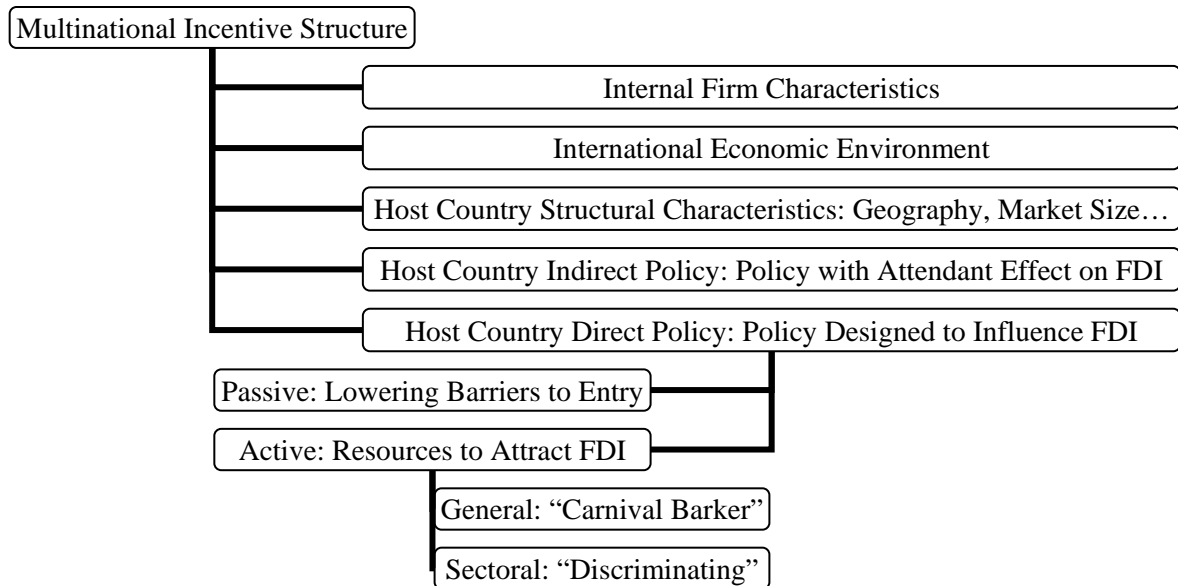 Multinational Incentive Structure
Internal Firm Characteristics
International Economic Environment
Host Country Structural Characteristics: Geography, Market Size…
Host Country Indirect Policy: Policy with Attendant Effect on FDI
Host Country Direct Policy: Policy Designed to Influence FDI
Passive: Lowering Barriers to Entry
Active: Resources to Attract FDI
General: “Carnival Barker”
Sectoral: “Discriminating”